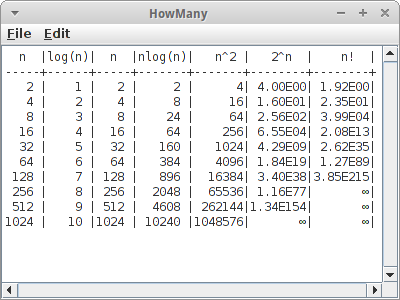 HowMany
File Edit
n |log(n)| n |nlog(n)| n^2 | 2^n | n! |
----+------+----+-------+-------+--------+--------+
2 | 1 | 2 | 2 | 4| 4.00E00| 1.92E00|
4 | 2 | 4 | 8 | 16| 1.60E01| 2.35E01|
8 | 3 | 8 | 24 | 64| 2.56E02| 3.99E04|
16 | 4 | 16 | 64 | 256| 6.55E04| 2.08E13|
32 | 5 | 32 | 160 | 1024| 4.29E09| 2.62E35|
64 | 6 | 64 | 384 | 4096| 1.84E19| 1.27E89|
128 | 7 | 128 | 896 | 16384| 3.40E38|3.85E215|
256 | 8 | 256 | 2048 | 65536| 1.16E77| ∞|
512 | 9 | 512 | 4608 | 262144|1.34E154| ∞|
1024 | 10 |1024 | 10240 |1048576| ∞| ∞|